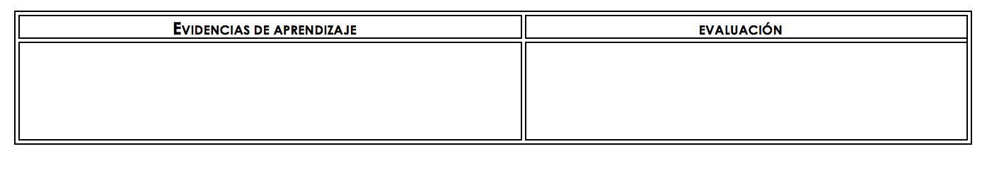 EVIDENCIAS DE APRENDIZAJE
EVALUACIÓN